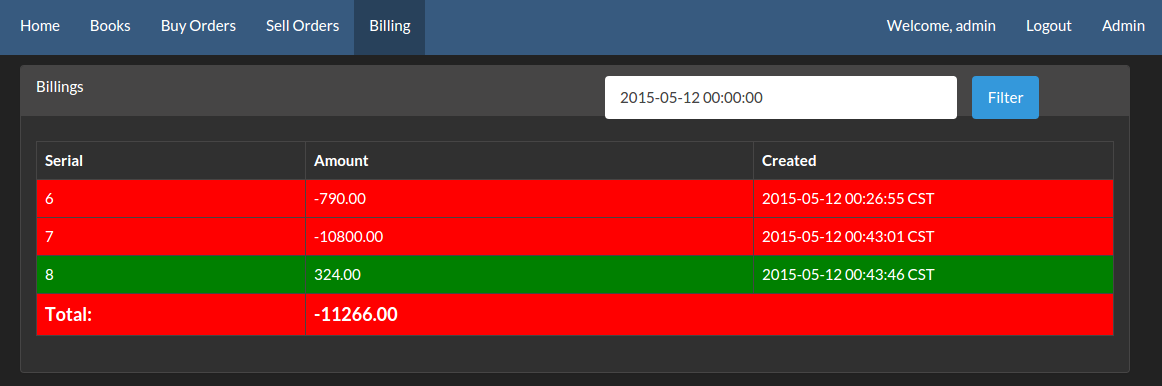 Home Books Buy Orders Sell Orders Billing Welcome, admin Logout Admin
Billings 2015-05-12 00:00:00 Filter
Serial Amount Created
6 -790.00 2015-05-12 00:26:55 CST
7 -10800.00 2015-05-12 00:43:01 CST
8 324.00 2015-05-12 00:43:46 CST
Total: -11266.00